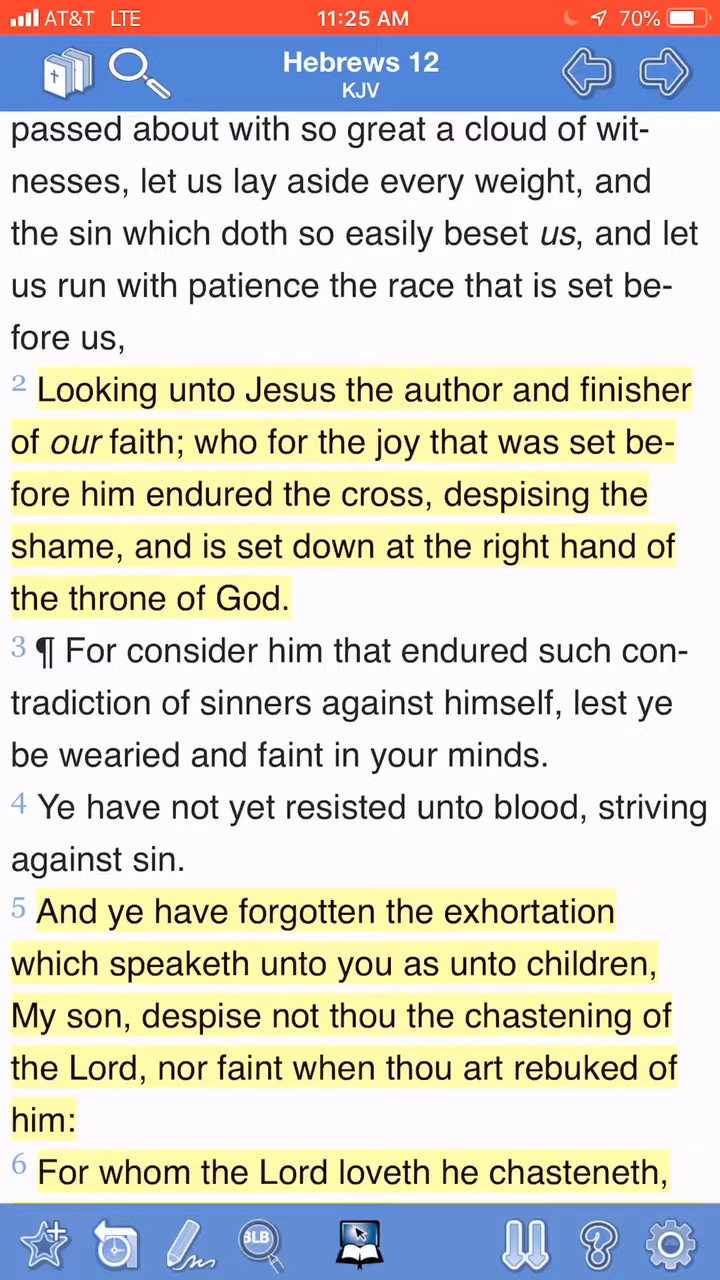 AT&T LTE 11:25 AM 70%
Hebrews 12
KJV
passed about with so great a cloud of wit-
nesses, let us lay aside every weight, and
the sin which doth so easily beset us, and let
us run with patience the race that is set be-
fore us,
2 Looking unto Jesus the author and finisher
of our faith; who for the joy that was set be-
fore him endured the cross, despising the
shame, and is set down at the right hand of
the throne of God.
3 ¶ For consider him that endured such con-
tradiction of sinners against himself, lest ye
be wearied and faint in your minds.
4 Ye have not yet resisted unto blood, striving
against sin.
5 And ye have forgotten the exhortation
which speaketh unto you as unto children,
My son, despise not thou the chastening of
the Lord, nor faint when thou art rebuked of
him:
6 For whom the Lord loveth he chasteneth,
BLB